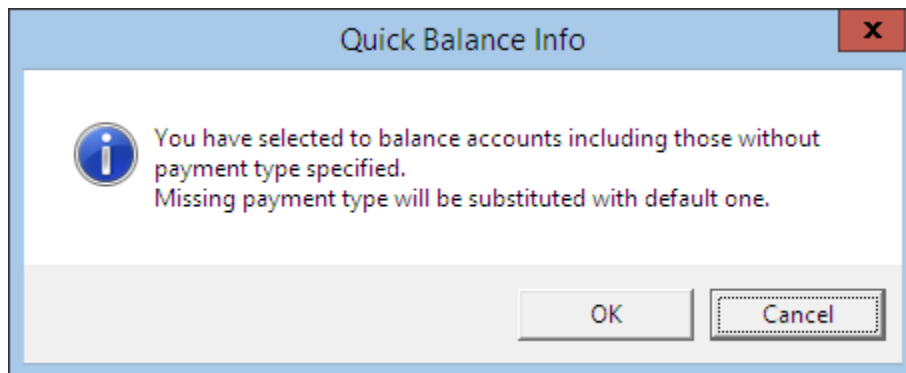 Quick Balance Info
x
You have selected to balance accounts including those without
payment type specified.
Missing payment type will be substituted with default one.
OK
Cancel